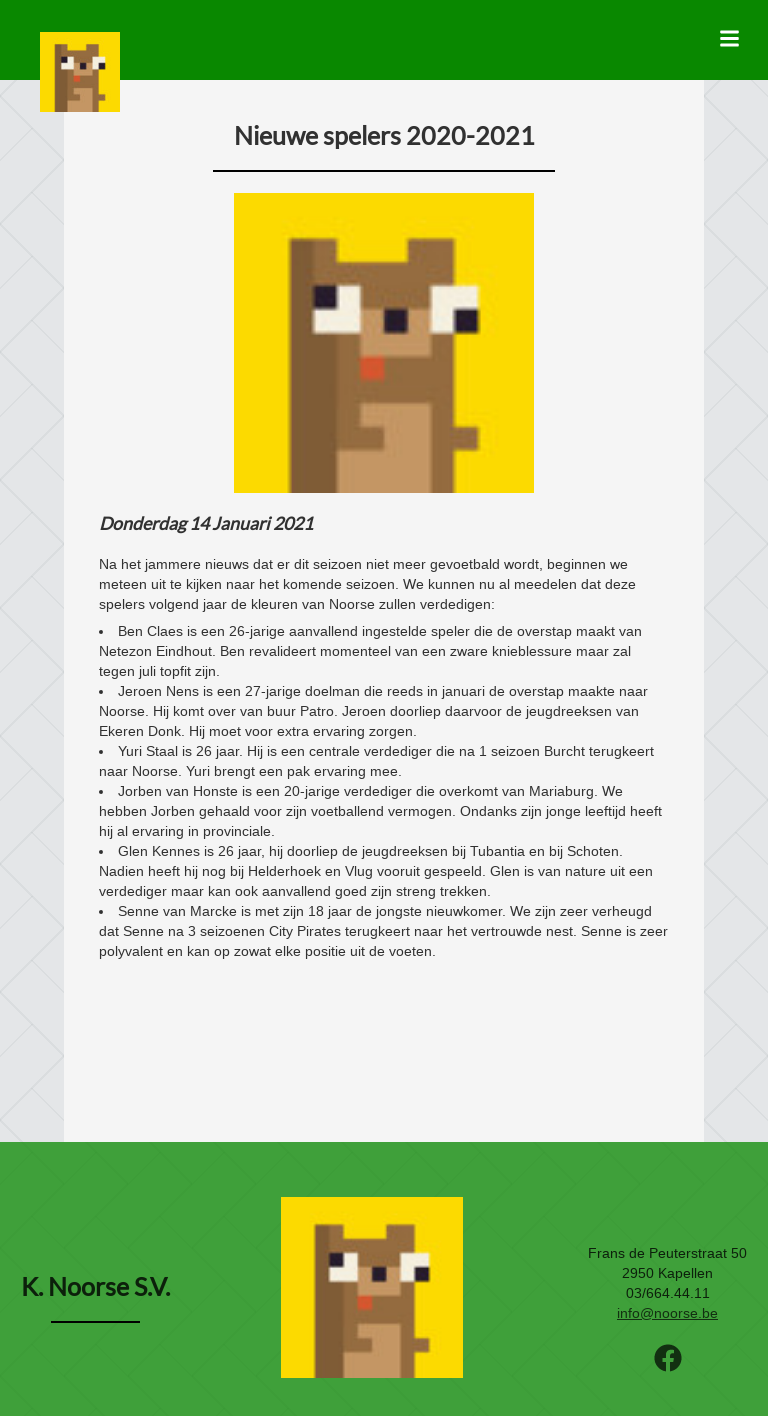 Nieuwe spelers 2020-2021
Donderdag 14 Januari 2021
Na het jammere nieuws dat er dit seizoen niet meer gevoetbald wordt, beginnen we
meteen uit te kijken naar het komende seizoen. We kunnen nu al meedelen dat deze
spelers volgend jaar de kleuren van Noorse zullen verdedigen:
• Ben Claes is een 26-jarige aanvallend ingestelde speler die de overstap maakt van
Netezon Eindhout. Ben revalideert momenteel van een zware knieblessure maar zal
tegen juli topfit zijn.
• Jeroen Nens is een 27-jarige doelman die reeds in januari de overstap maakte naar
Noorse. Hij komt over van buur Patro. Jeroen doorliep daarvoor de jeugdreeksen van
Ekeren Donk. Hij moet voor extra ervaring zorgen.
• Yuri Staal is 26 jaar. Hij is een centrale verdediger die na 1 seizoen Burcht terugkeert
naar Noorse. Yuri brengt een pak ervaring mee.
• Jorben van Honste is een 20-jarige verdediger die overkomt van Mariaburg. We
hebben Jorben gehaald voor zijn voetballend vermogen. Ondanks zijn jonge leeftijd heeft
hij al ervaring in provinciale.
• Glen Kennes is 26 jaar, hij doorliep de jeugdreeksen bij Tubantia en bij Schoten.
Nadien heeft hij nog bij Helderhoek en Vlug vooruit gespeeld. Glen is van nature uit een
verdediger maar kan ook aanvallend goed zijn streng trekken.
• Senne van Marcke is met zijn 18 jaar de jongste nieuwkomer. We zijn zeer verheugd
dat Senne na 3 seizoenen City Pirates terugkeert naar het vertrouwde nest. Senne is zeer
polyvalent en kan op zowat elke positie uit de voeten.
K. Noorse S.V.
Frans de Peuterstraat 50
2950 Kapellen
03/664.44.11
info@noorse.be